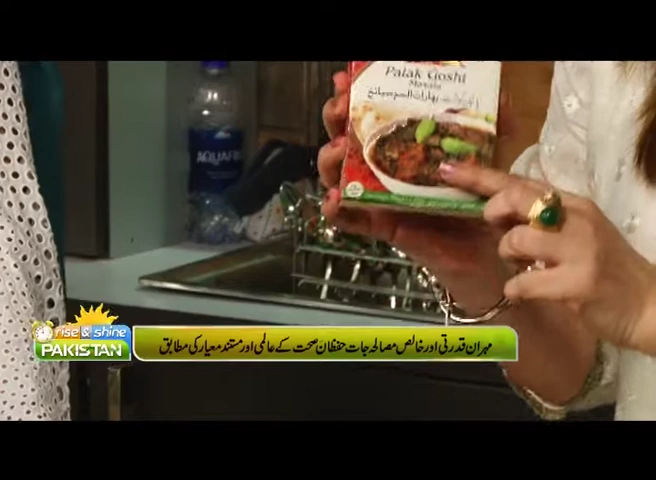 Palak Gosht
Masala
AQUAFINA
rise & shine
PAKISTAN
مہران قدرتی اور خالص مصالحہ جات حفظان صحت کے عالمی اور مستند معیار کی مطابق